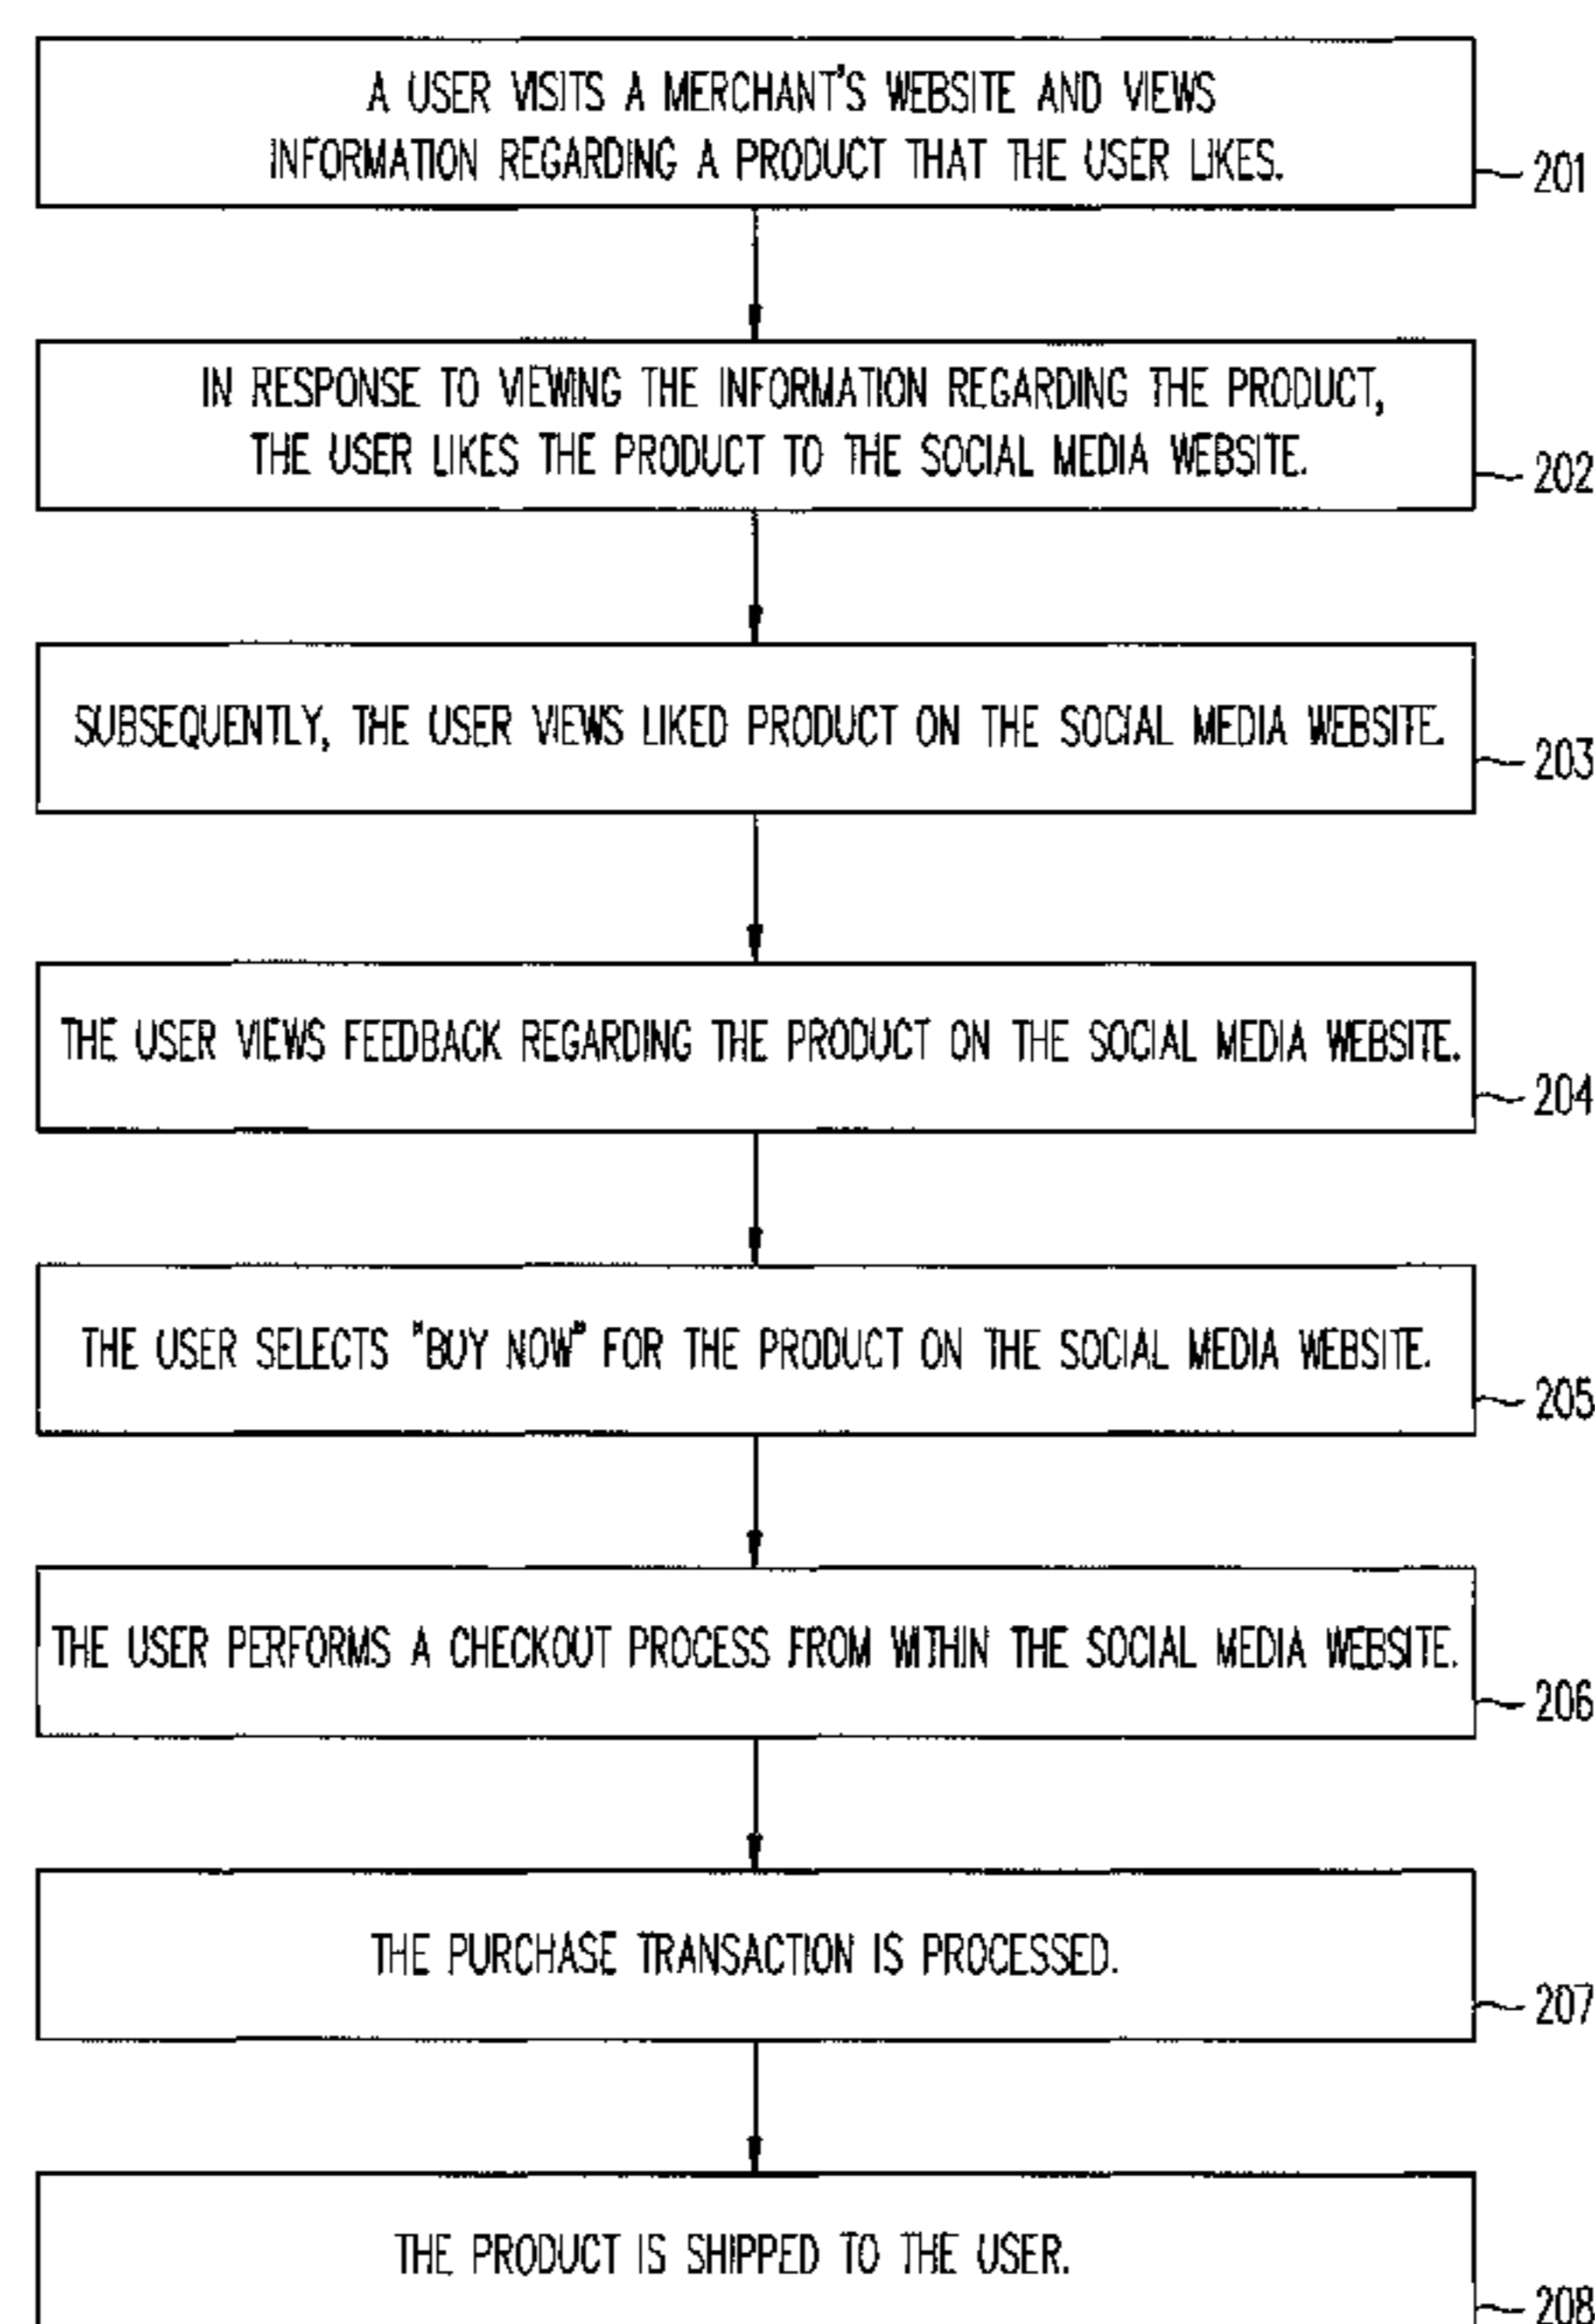 A USER VISITS A MERCHANT'S WEBSITE AND VIEWS
INFORMATION REGARDING A PRODUCT THAT THE USER LIKES.
201
IN RESPONSE TO VIEWING THE INFORMATION REGARDING THE PRODUCT,
THE USER LIKES THE PRODUCT TO THE SOCIAL MEDIA WEBSITE.
202
SUBSEQUENTLY, THE USER VIEWS LIKED PRODUCT ON THE SOCIAL MEDIA WEBSITE.
203
THE USER VIEWS FEEDBACK REGARDING THE PRODUCT ON THE SOCIAL MEDIA WEBSITE.
204
THE USER SELECTS "BUY NOW" FOR THE PRODUCT ON THE SOCIAL MEDIA WEBSITE.
205
THE USER PERFORMS A CHECKOUT PROCESS FROM WITHIN THE SOCIAL MEDIA WEBSITE.
206
THE PURCHASE TRANSACTION IS PROCESSED.
207
THE PRODUCT IS SHIPPED TO THE USER.
208